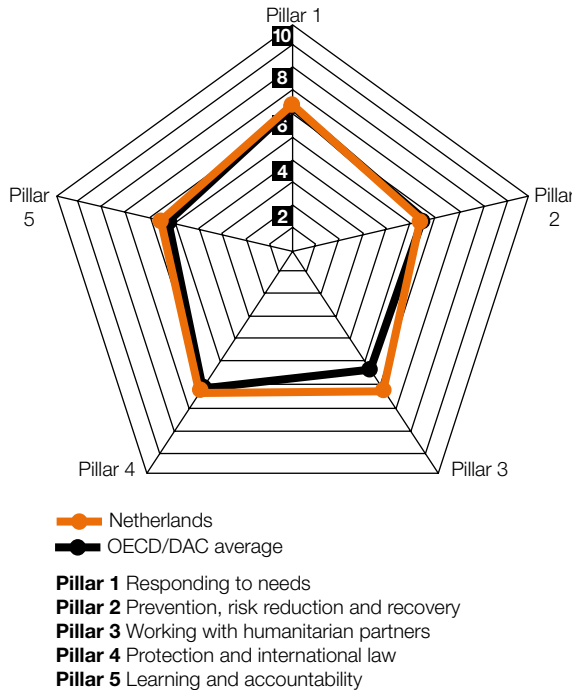 Pillar 1
10
8
6
4
2
Pillar
5
Pillar
2
Pillar 4
Pillar 3
Netherlands
OECD/DAC average
Pillar 1 Responding to needs
Pillar 2 Prevention, risk reduction and recovery
Pillar 3 Working with humanitarian partners
Pillar 4 Protection and international law
Pillar 5 Learning and accountability